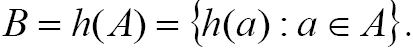 B = h(A) = {h(a) : a ∈ A}.